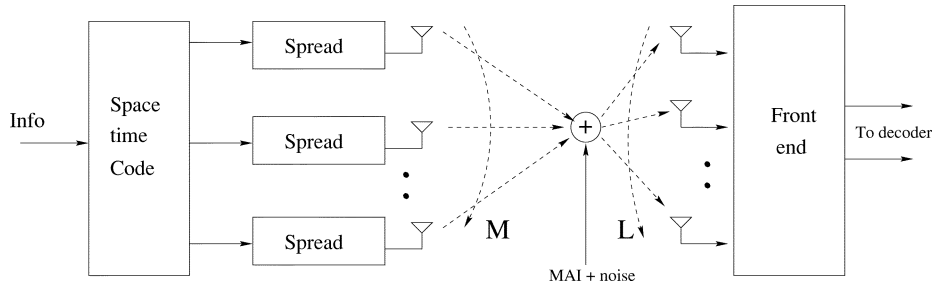 Info
Space
time
Code
Spread
Spread
Spread
M
+
L
MAI + noise
Front
end
To decoder